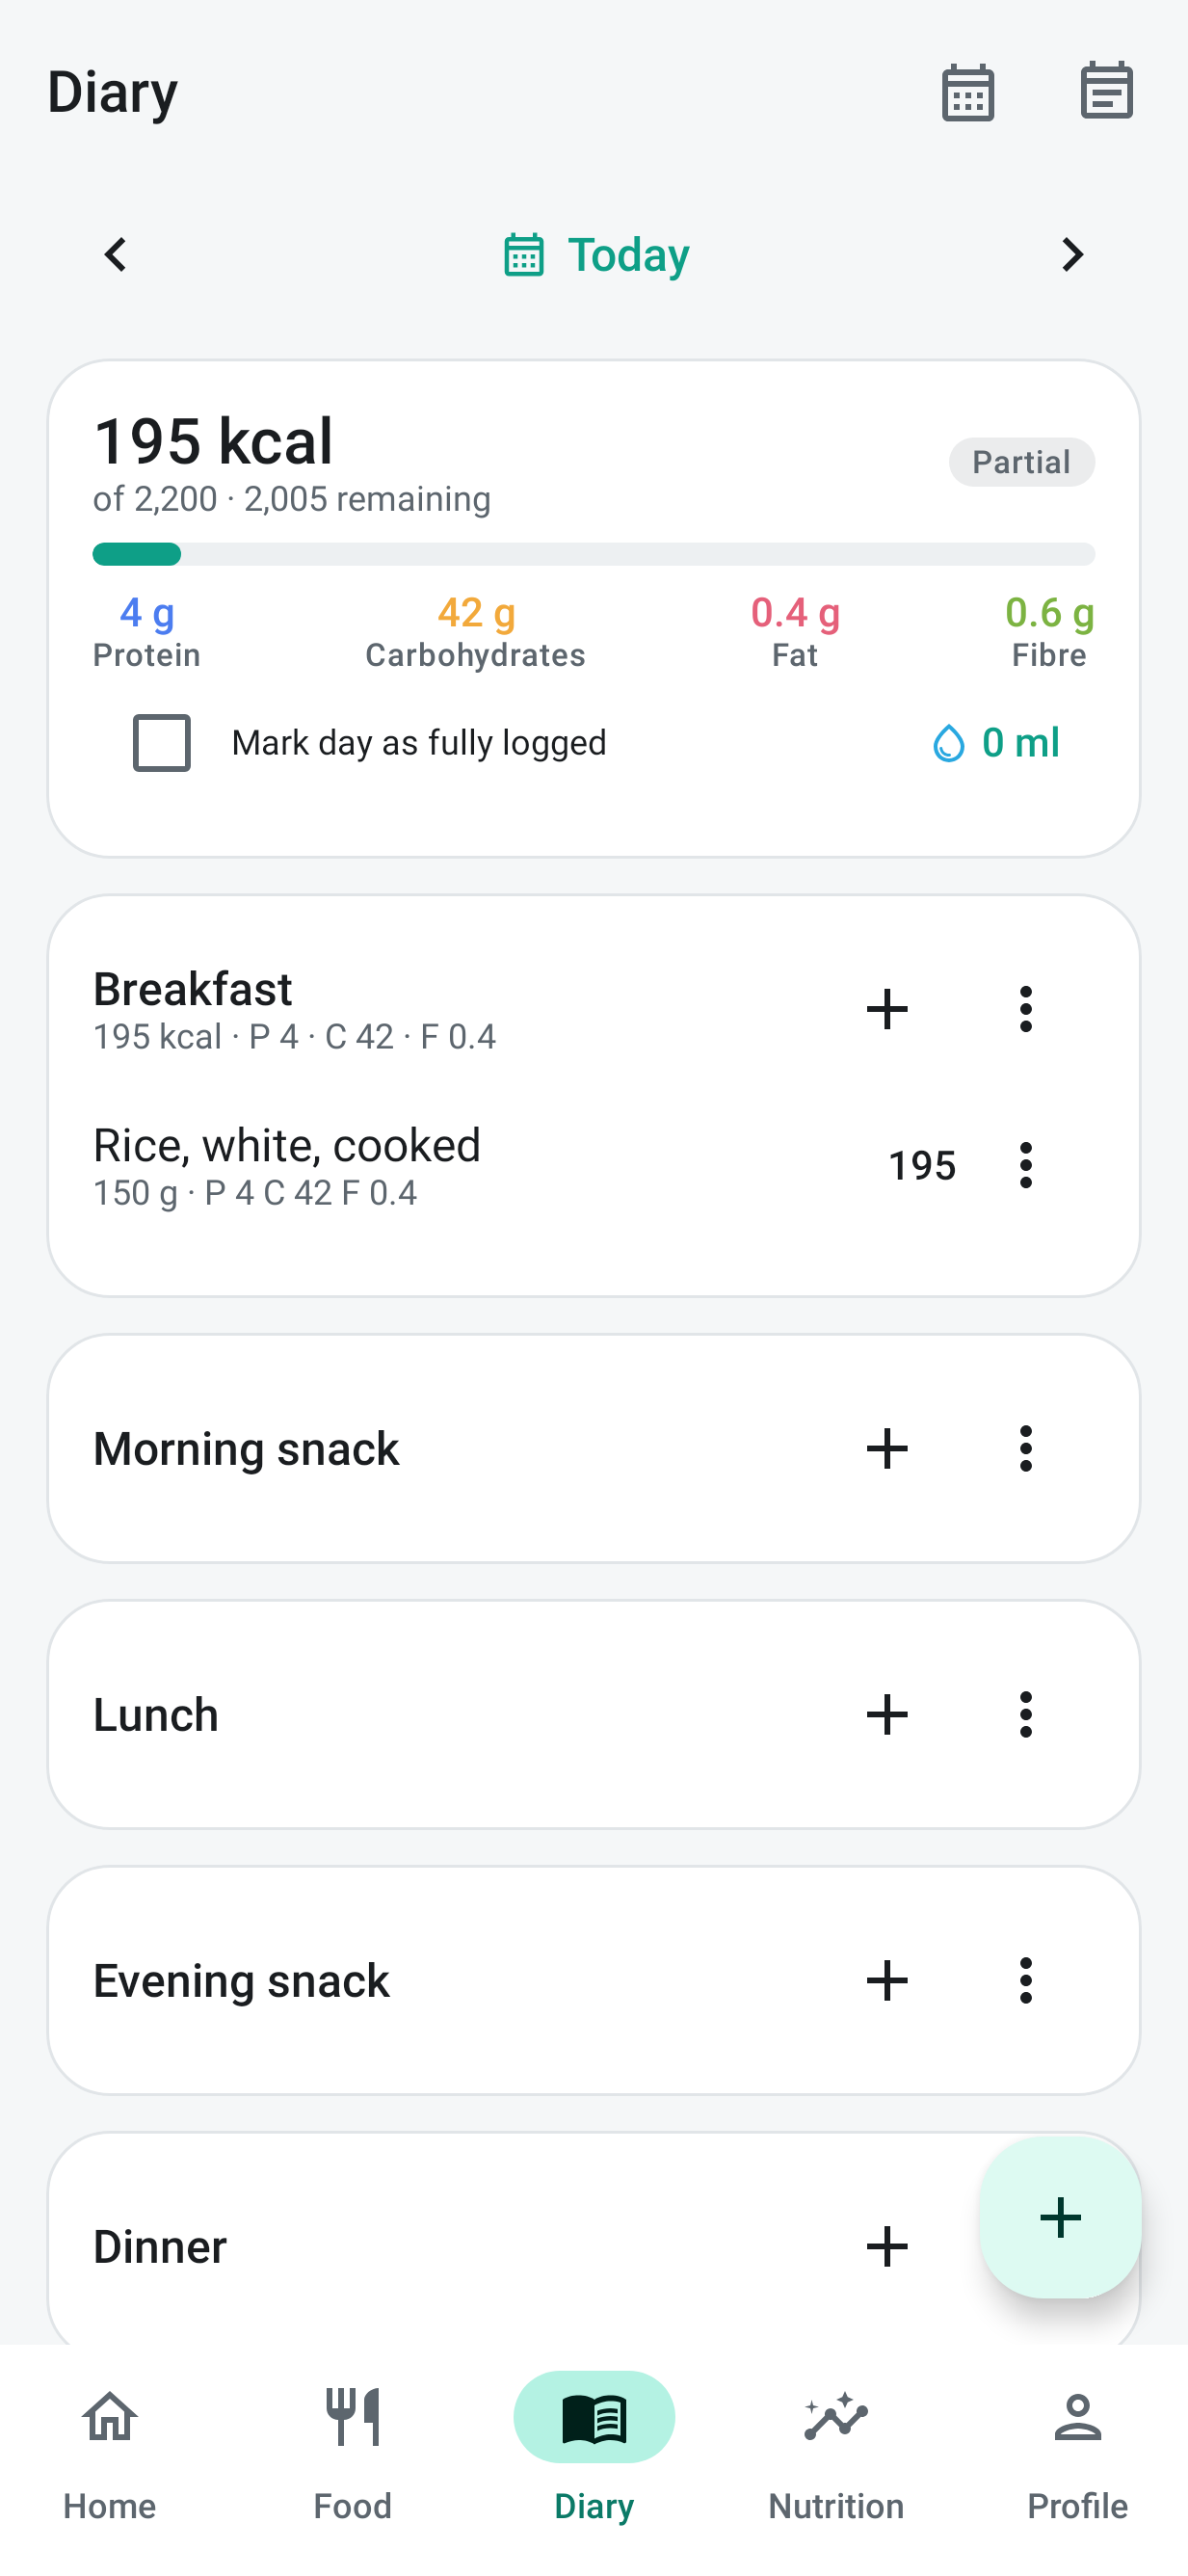 Diary
Today
195 kcal
Partial
of 2,200 · 2,005 remaining
4 g
Protein
42 g
Carbohydrates
0.4 g
Fat
0.6 g
Fibre
Mark day as fully logged
0 ml
Breakfast
195 kcal · P 4 · C 42 · F 0.4
Rice, white, cooked
150 g · P 4 C 42 F 0.4
195
Morning snack
Lunch
Evening snack
Dinner
Home
Food
Diary
Nutrition
Profile